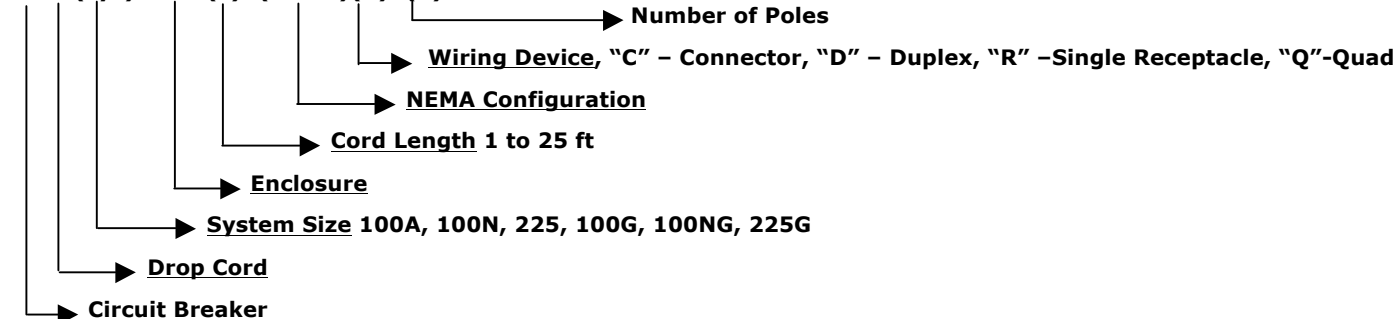 Number of Poles
Wiring Device, “C” – Connector, “D” – Duplex, “R” –Single Receptacle, “Q”-Quad
NEMA Configuration
Cord Length 1 to 25 ft
Enclosure
System Size 100A, 100N, 225, 100G, 100NG, 225G
Drop Cord
Circuit Breaker